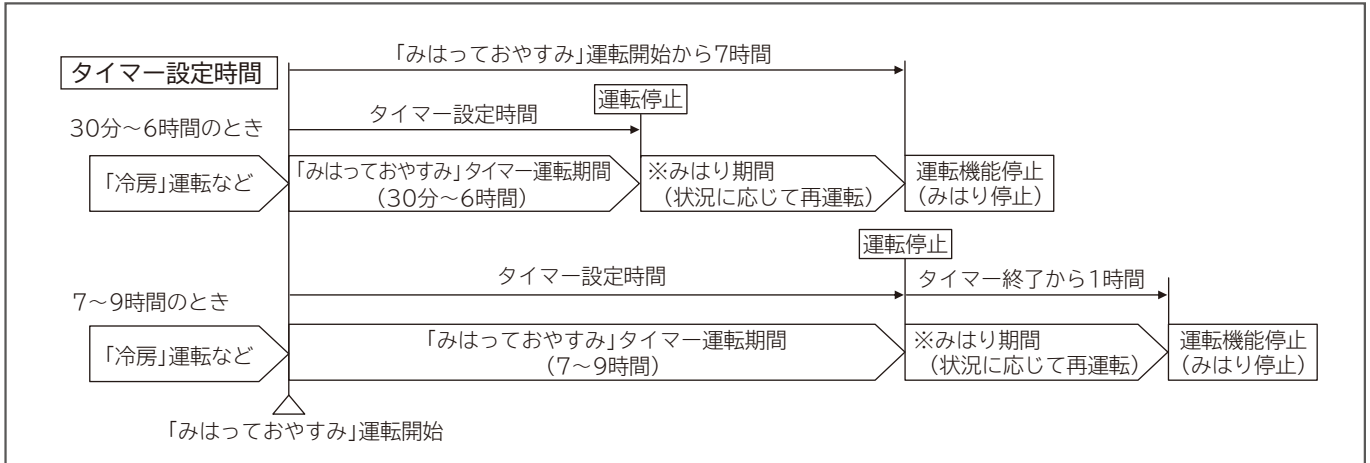 「みはっておやすみ」運転開始から7時間
タイマー設定時間
運転停止
タイマー設定時間
30分～6時間のとき
「冷房」運転など
「みはっておやすみ」タイマー運転期間
(30分～6時間)
※みはり期間
(状況に応じて再運転)
運転機能停止
(みはり停止)
運転停止
タイマー設定時間
タイマー終了から1時間
7～9時間のとき
「冷房」運転など
「みはっておやすみ」タイマー運転期間
(7～9時間)
※みはり期間
(状況に応じて再運転)
運転機能停止
(みはり停止)
「みはっておやすみ」運転開始